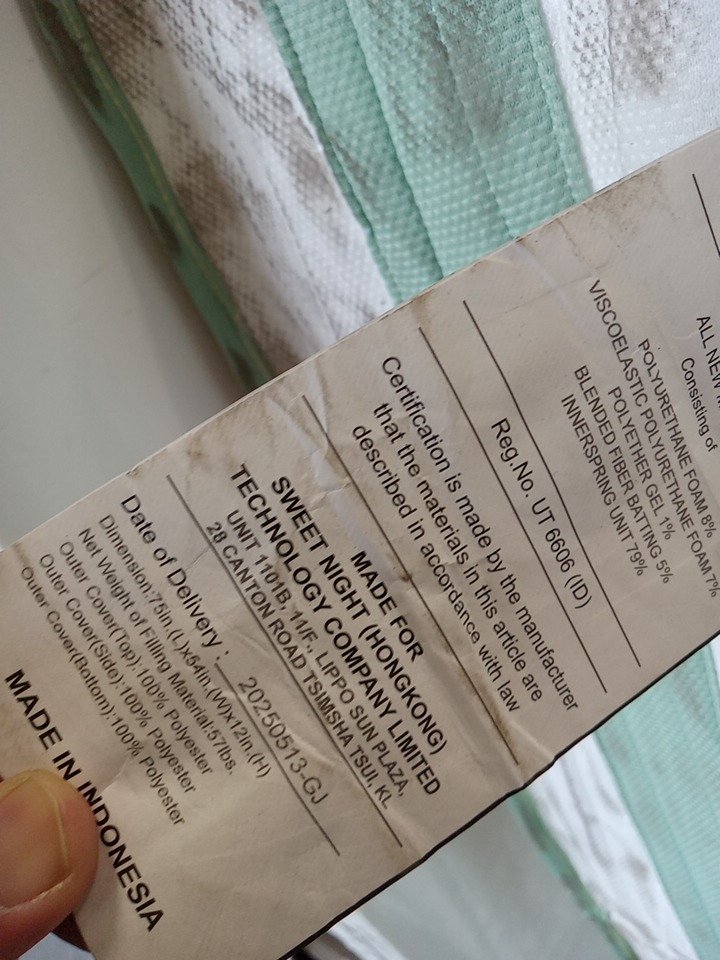 ALL NEW
Consisting of
POLYURETHANE FOAM 8%
VISCOELASTIC POLYURETHANE FOAM 7%
POLYETHER GEL 1%
BLENDED FIBER BATTING 5%
INNERSPRING UNIT 79%
Reg.No. UT 6606 (ID)
Certification is made by the manufacturer
that the materials in this article are
described in accordance with law
MADE FOR
SWEET NIGHT (HONGKONG)
TECHNOLOGY COMPANY LIMITED
UNIT 1101B, 11/F., LIPPO SUN PLAZA,
28 CANTON ROAD TSIMSHA TSUI, KL.
Date of Delivery : 20250513-GJ
Dimension:75in.(L)x54in.(W)x12in.(H)
Net Weight of Filling Material:57lbs.
Outer Cover(Top):100% Polyester
Outer Cover(Side):100% Polyester
Outer Cover(Bottom):100% Polyester
MADE IN INDONESIA